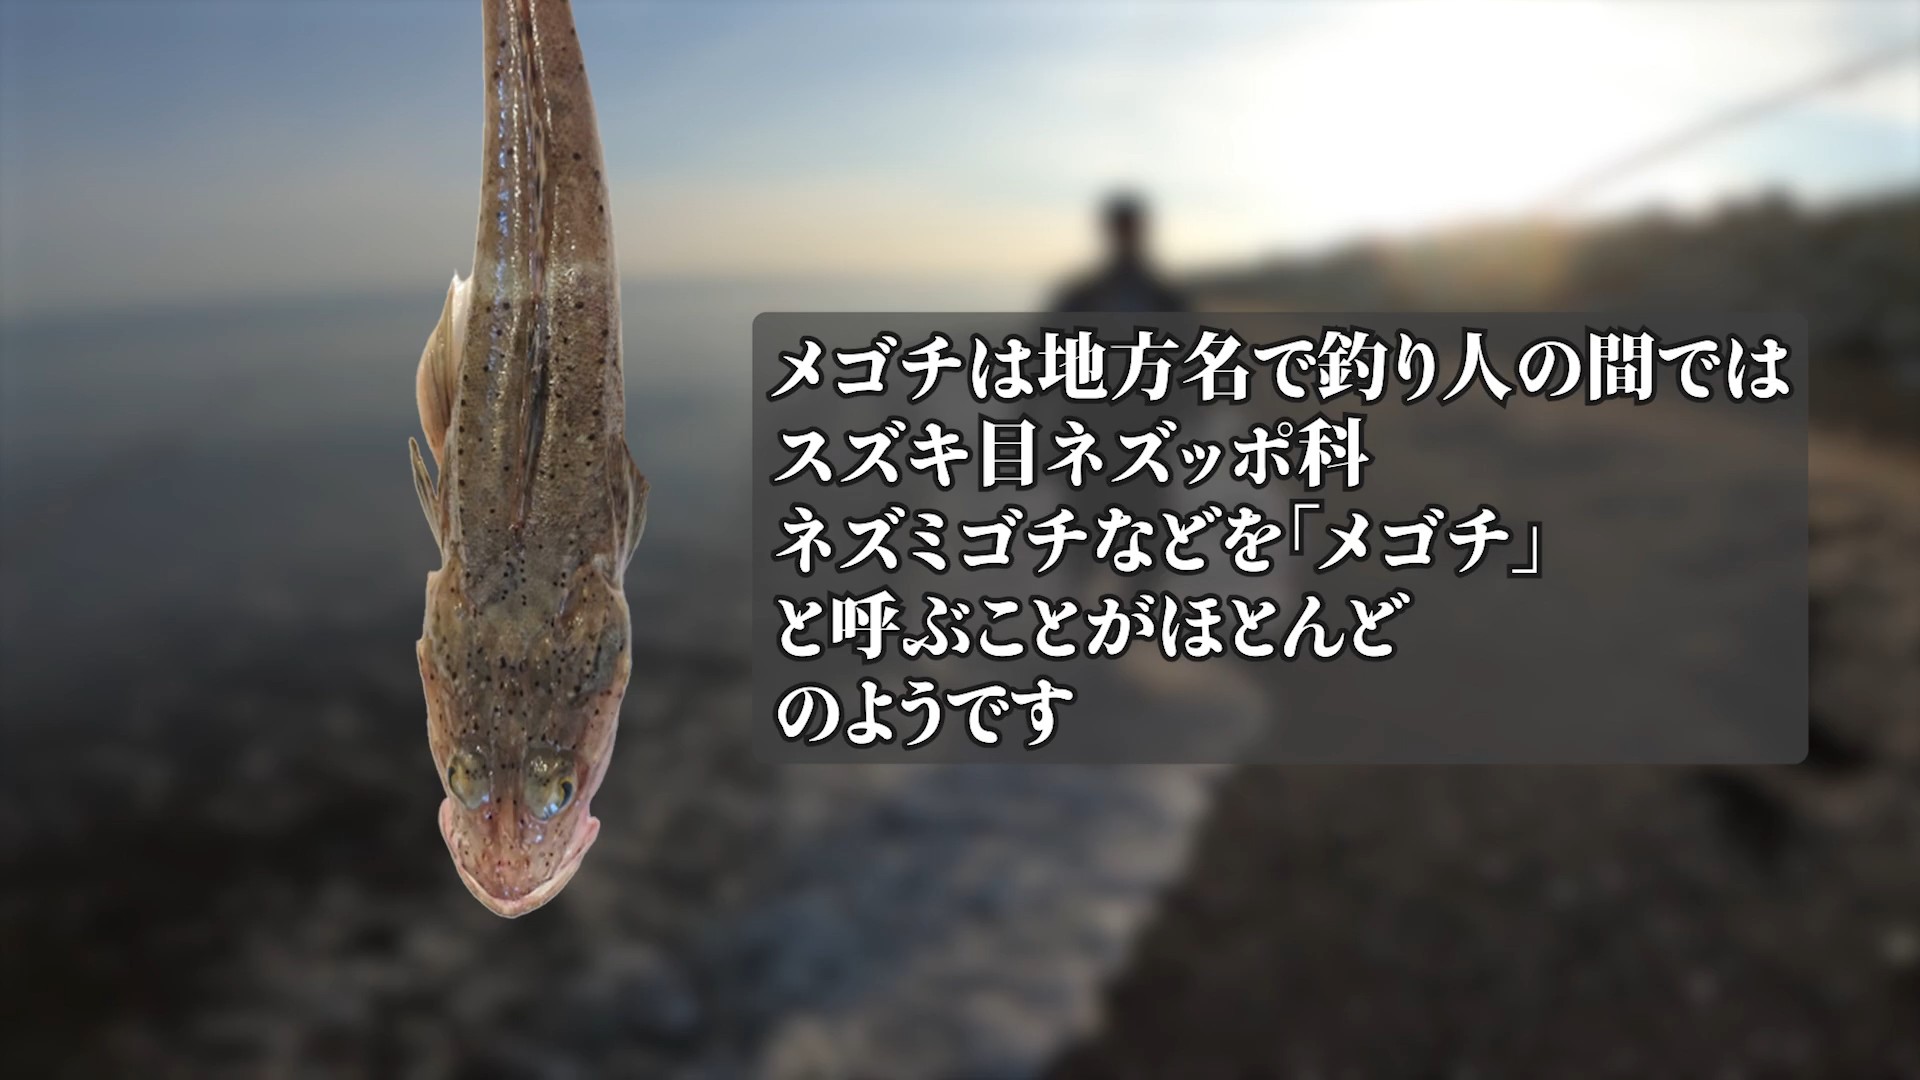 メゴチは地方名で釣り人の間では
スズキ目ネズッポ科
ネズミゴチなどを「メゴチ」
と呼ぶことがほとんど
のようです